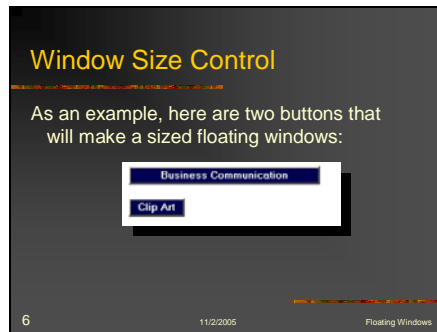 Window Size Control
As an example, here are two buttons that
will make a sized floating windows:
Business Communication
Clip Art
6
11/2/2005
Floating Windows